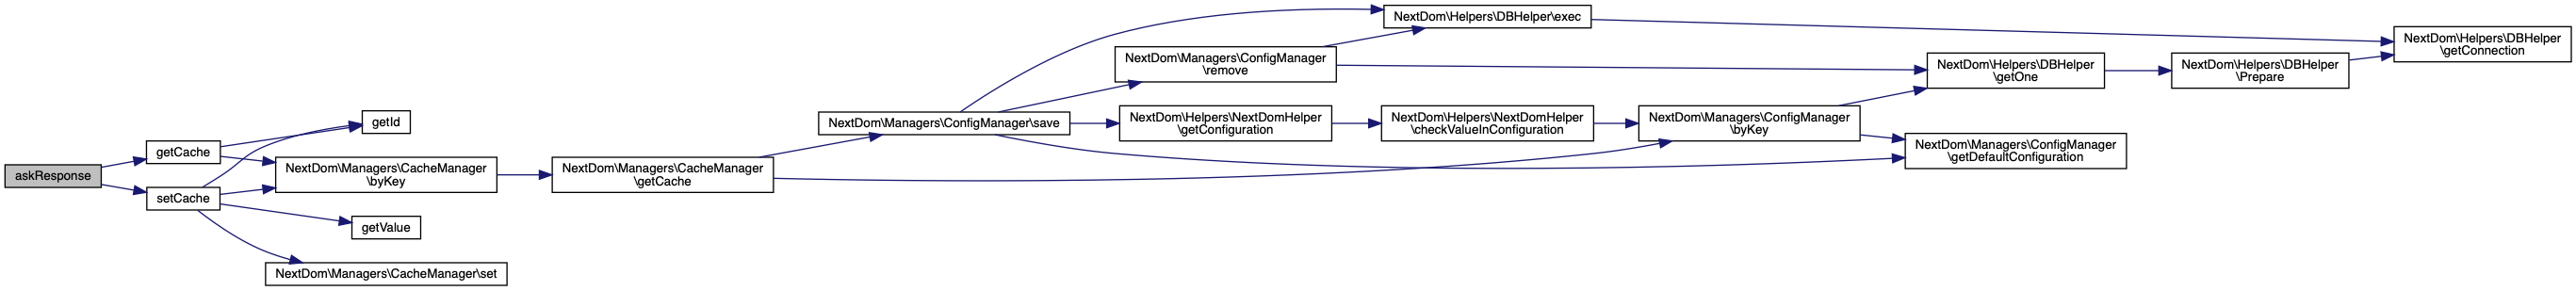 askResponse
getCache
setCache
getId
NextDom\Managers\CacheManager
\byKey
getValue
NextDom\Managers\CacheManager\set
NextDom\Managers\CacheManager
\getCache
NextDom\Managers\ConfigManager\save
NextDom\Managers\ConfigManager
\remove
NextDom\Helpers\NextDomHelper
\getConfiguration
NextDom\Helpers\DBHelper\exec
NextDom\Helpers\NextDomHelper
\checkValueInConfiguration
NextDom\Managers\ConfigManager
\byKey
NextDom\Helpers\DBHelper
\getOne
NextDom\Managers\ConfigManager
\getDefaultConfiguration
NextDom\Helpers\DBHelper
\Prepare
NextDom\Helpers\DBHelper
\getConnection